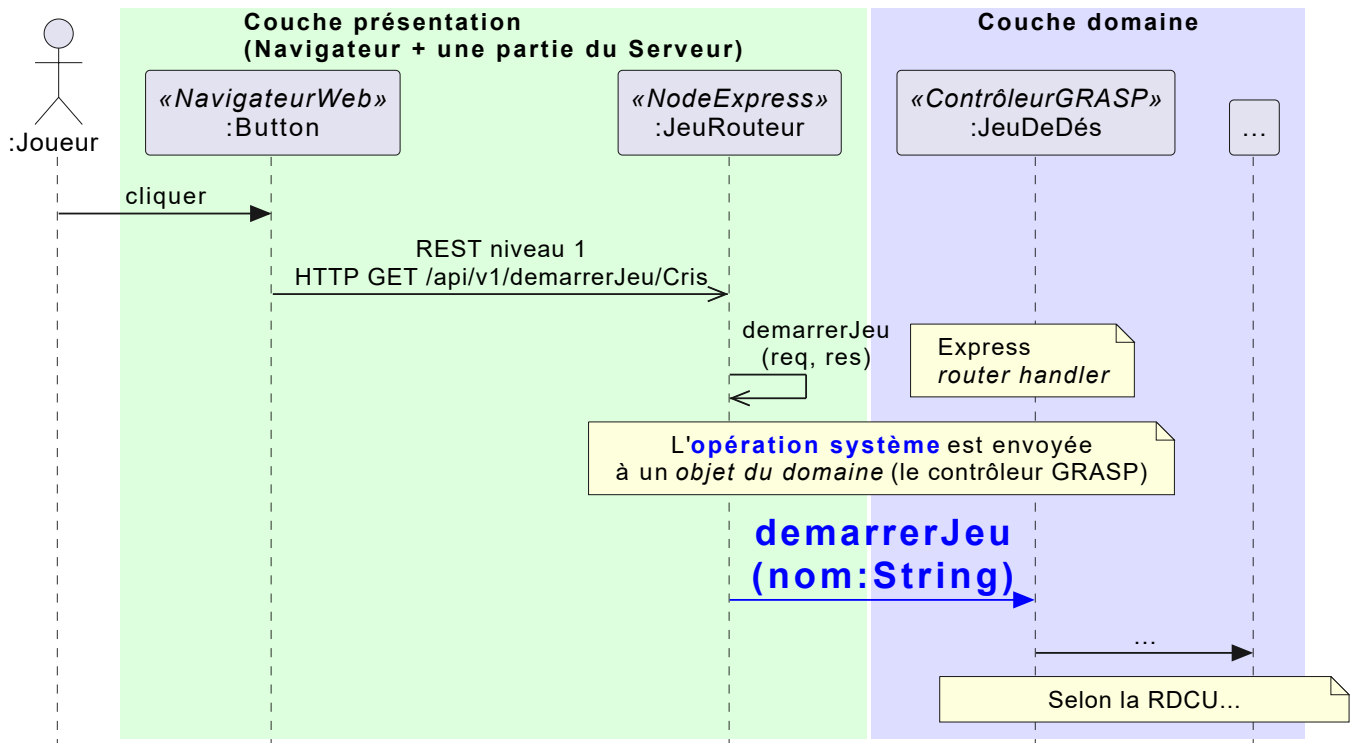 Couche présentation
(Navigateur + une partie du Serveur)
Couche domaine
:Joueur
«NavigateurWeb»
:Button
«NodeExpress»
:JeuRouteur
«ContrôleurGRASP»
:JeuDeDés
...
cliquer
REST niveau 1
HTTP GET /api/v1/demarrerJeu/Cris
demarrerJeu
(req, res)
Express
router handler
L'opération système est envoyée
à un objet du domaine (le contrôleur GRASP)
demarrerJeu
(nom:String)
...
Selon la RDCU...